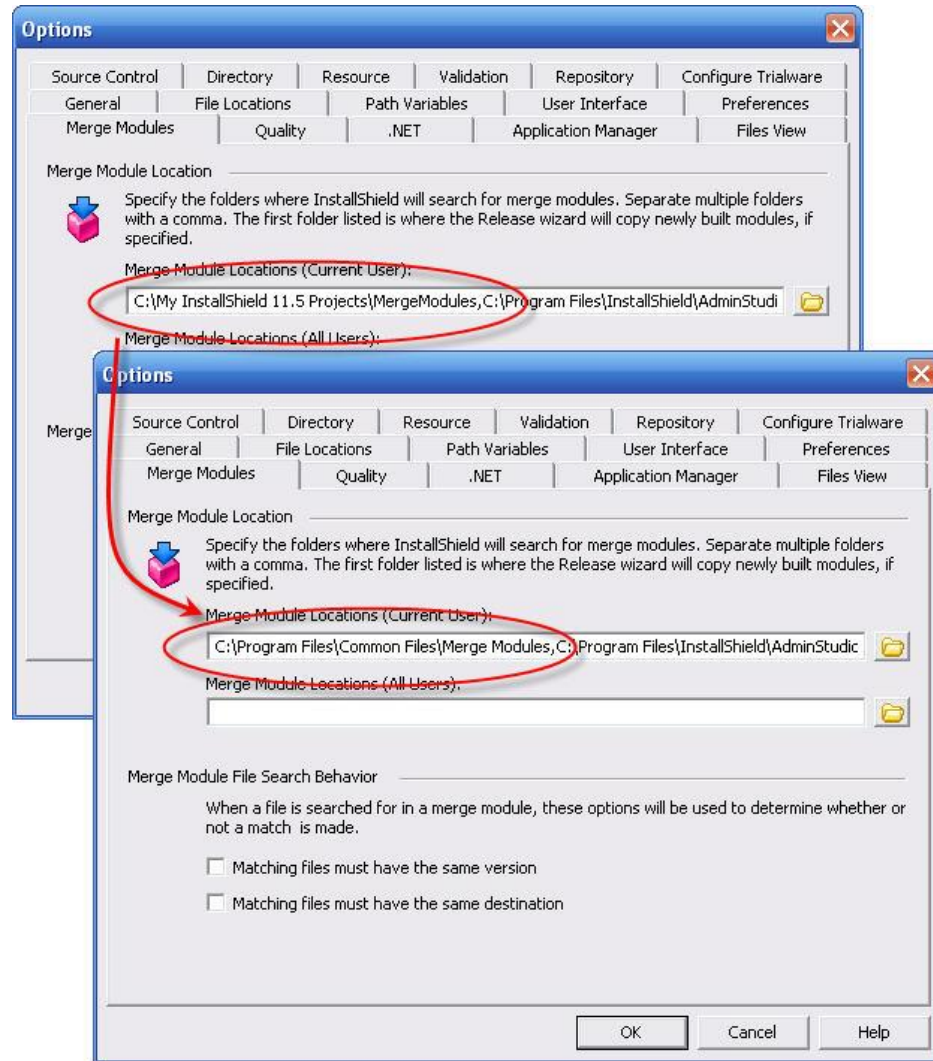 Options
Source Control Directory Resource Validation Repository Configure Trialware
General File Locations Path Variables User Interface Preferences
Merge Modules Quality .NET Application Manager Files View
Merge Module Location
Specify the folders where InstallShield will search for merge modules. Separate multiple folders
with a comma. The first folder listed is where the Release wizard will copy newly built modules, if
specified.
Merge Module Locations (Current User):
C:\My InstallShield 11.5 Projects\MergeModules,C:\Program Files\InstallShield\AdminStudi
Merge Module Locations (All Users):
Merge
Options
Source Control Directory Resource Validation Repository Configure Trialware
General File Locations Path Variables User Interface Preferences
Merge Modules Quality .NET Application Manager Files View
Merge Module Location
Specify the folders where InstallShield will search for merge modules. Separate multiple folders
with a comma. The first folder listed is where the Release wizard will copy newly built modules, if
specified.
Merge Module Locations (Current User):
C:\Program Files\Common Files\Merge Modules,C:\Program Files\InstallShield\AdminStudic
Merge Module Locations (All Users):
Merge Module File Search Behavior
When a file is searched for in a merge module, these options will be used to determine whether or
not a match is made.
Matching files must have the same version
Matching files must have the same destination
OK Cancel Help